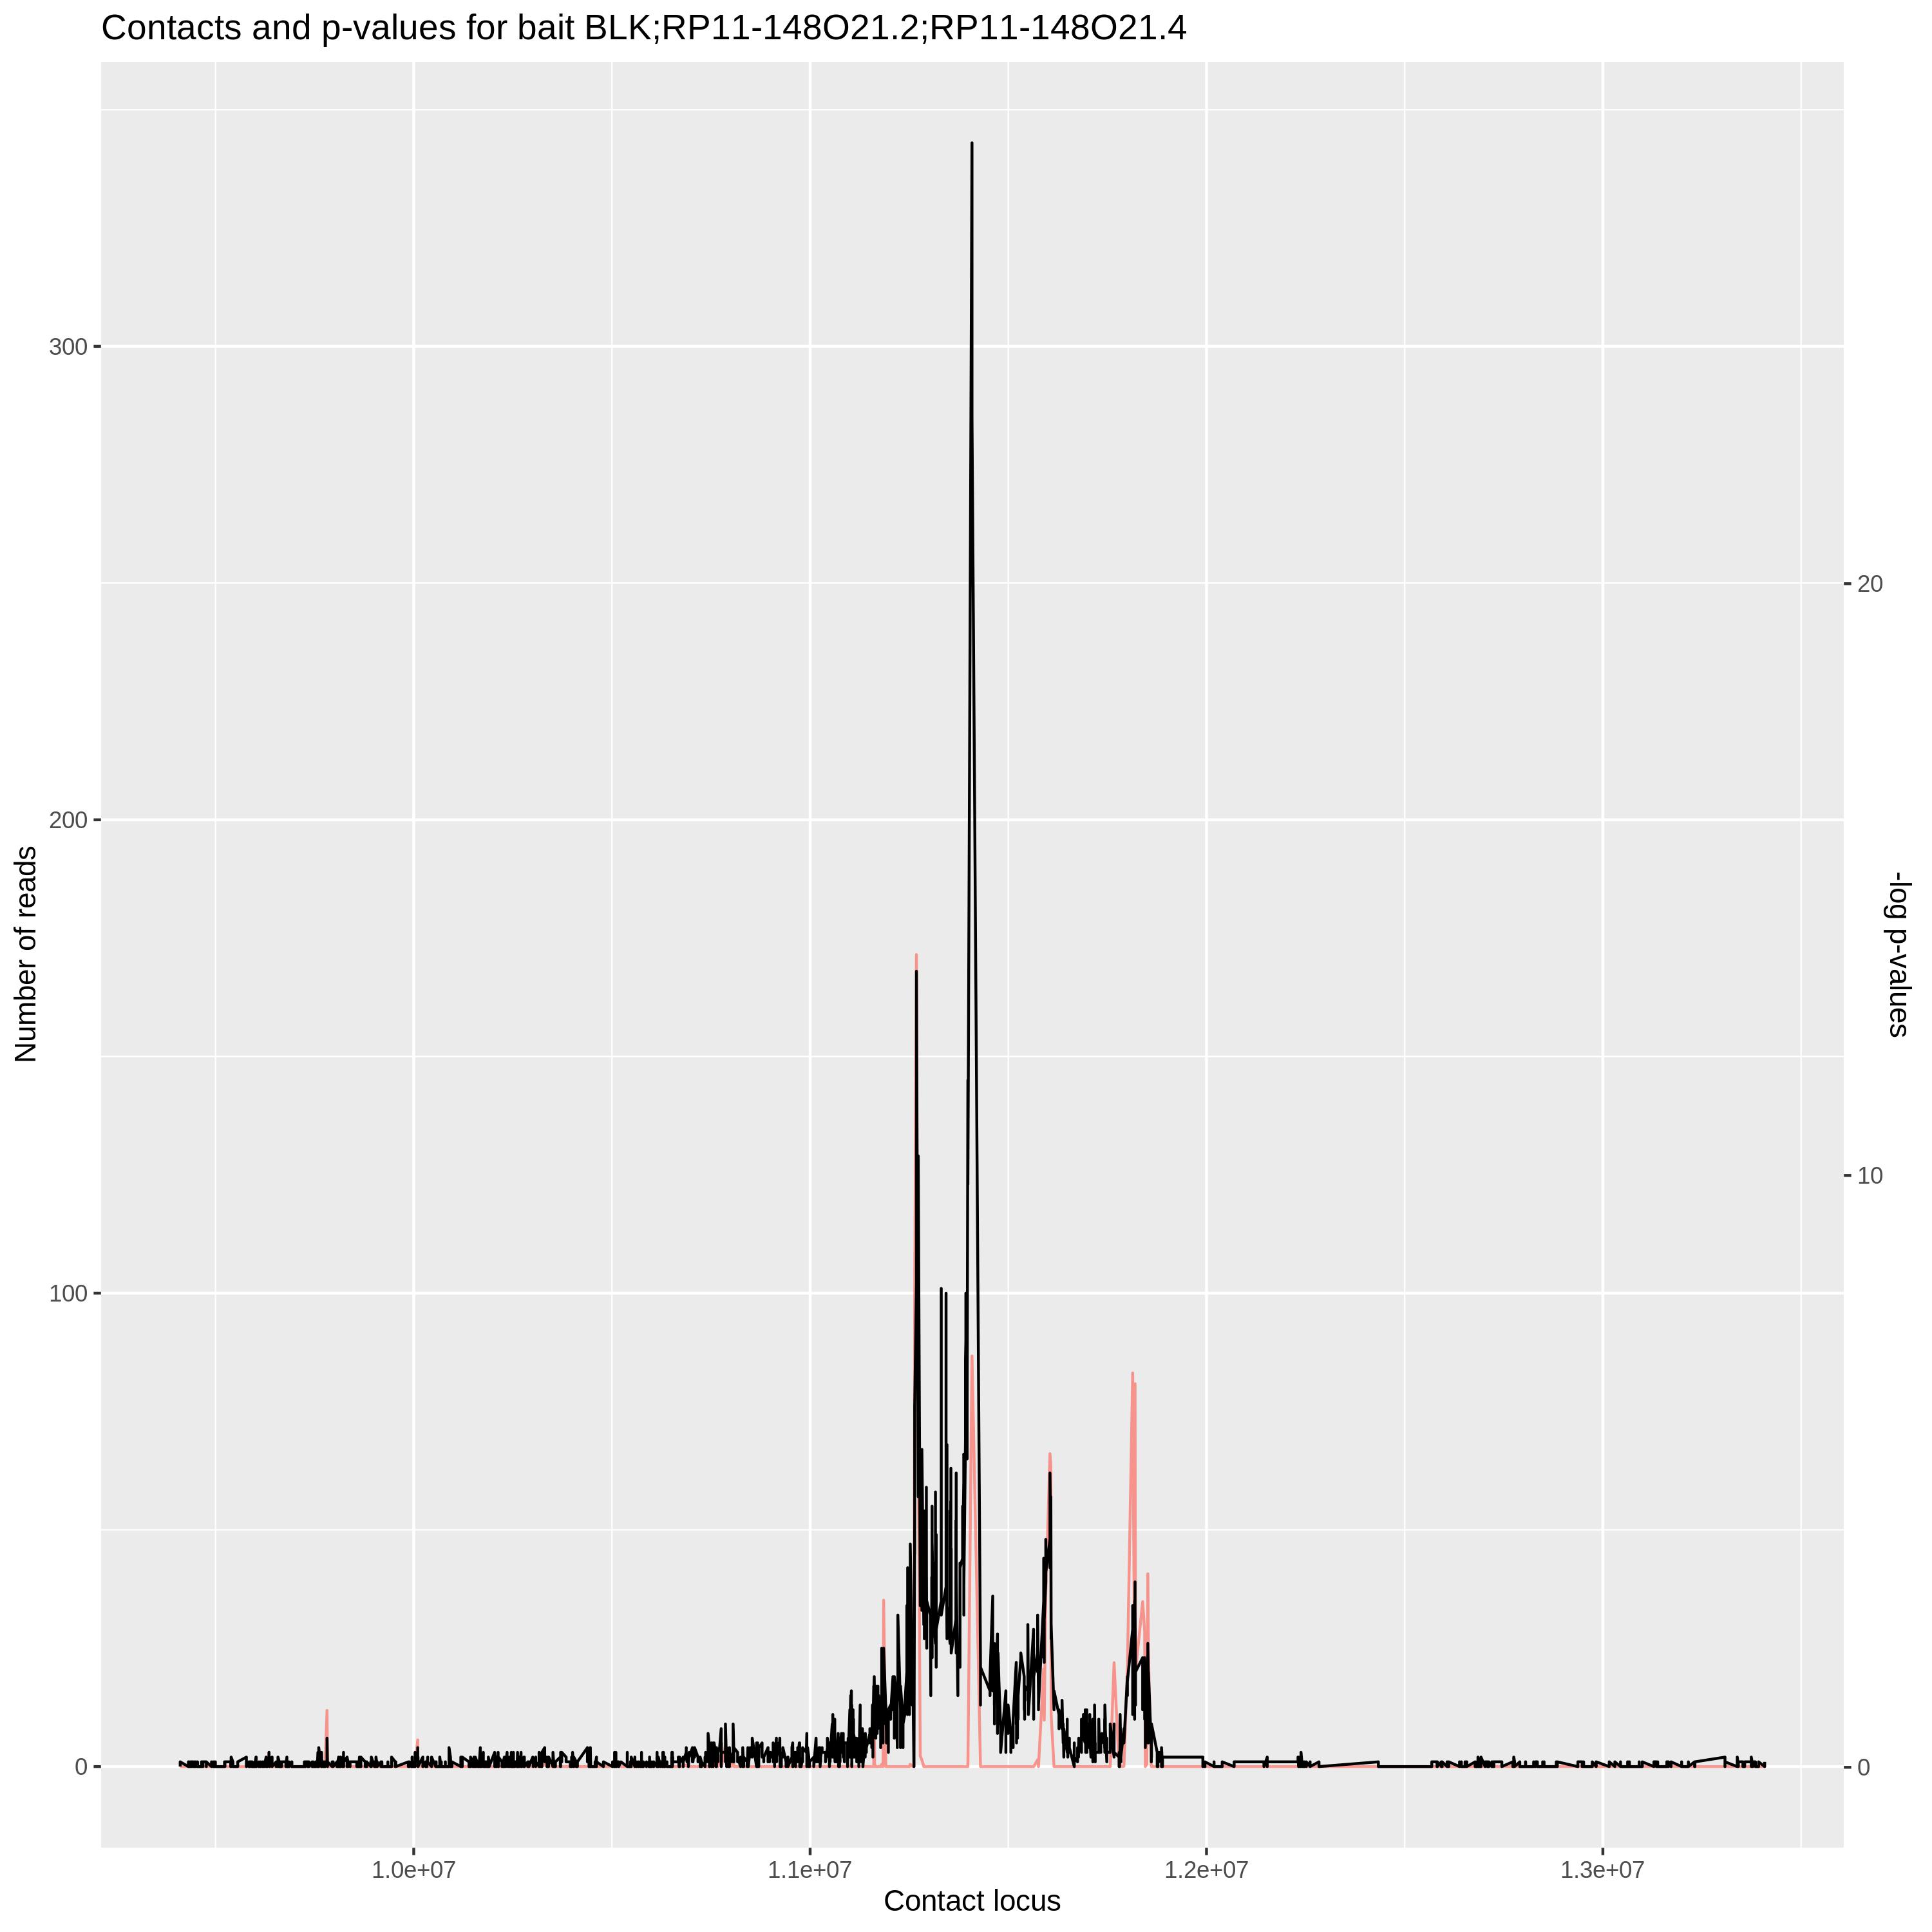 Contacts and p-values for bait BLK;RP11-148O21.2;RP11-148O21.4
300
200
100
0
Number of reads
20
10
0
-log p-values
1.0e+07
1.1e+07
1.2e+07
1.3e+07
Contact locus